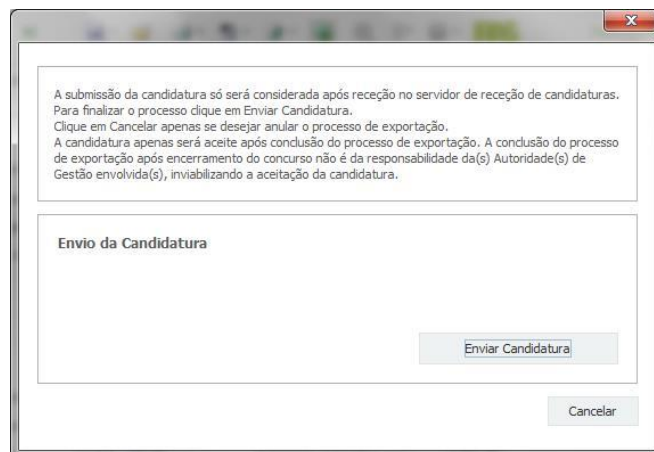 A submissão da candidatura só será considerada após receção no servidor de receção de candidaturas.
Para finalizar o processo clique em Enviar Candidatura.
Clique em Cancelar apenas se desejar anular o processo de exportação.
A candidatura apenas será aceite após conclusão do processo de exportação. A conclusão do processo
de exportação após encerramento do concurso não é da responsabilidade da(s) Autoridade(s) de
Gestão envolvida(s), inviabilizando a aceitação da candidatura.
Envio da Candidatura
Enviar Candidatura
Cancelar